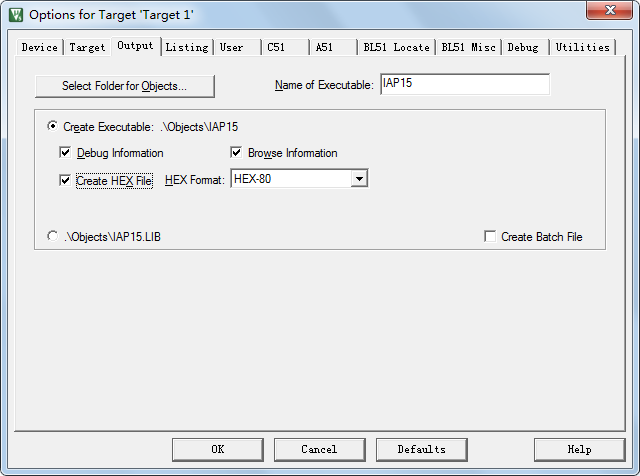 Options for Target 'Target 1'
Device Target Output Listing User C51 A51 BL51 Locate BL51 Misc Debug Utilities
Select Folder for Objects... Name of Executable: IAP15
Create Executable: .\Objects\IAP15
Debug Information Browse Information
Create HEX File HEX Format: HEX-80
.\Objects\IAP15.LIB Create Batch File
OK Cancel Defaults Help